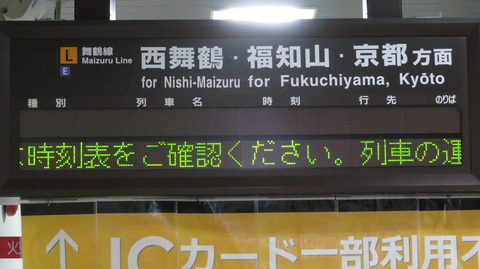 L 舞鶴線 西舞鶴・福知山・京都方面
E Maizuru Line for Nishi-Maizuru for Fukuchiyama, Kyōto
種別 列車名 時刻 行先 のりば
時刻表をご確認ください。列車の運
火
↑ ICカード一部利用不